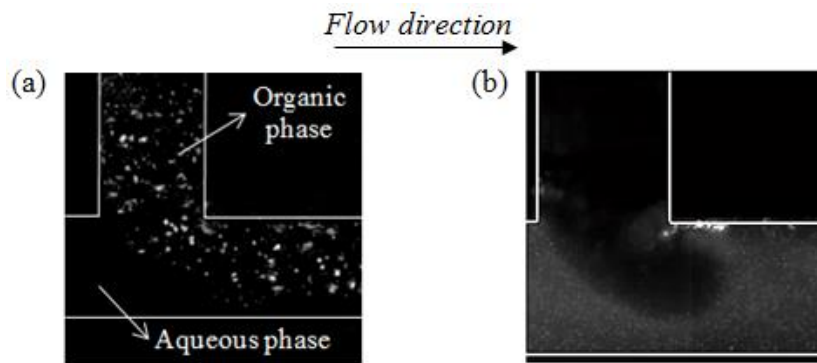 Flow direction
(a)
Organic
phase
Aqueous phase
(b)